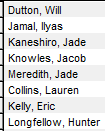 Dutton, Will
Jamal, Ilyas
Kaneshiro, Jade
Knowles, Jacob
Meredith, Jade
Collins, Lauren
Kelly, Eric
Longfellow, Hunter